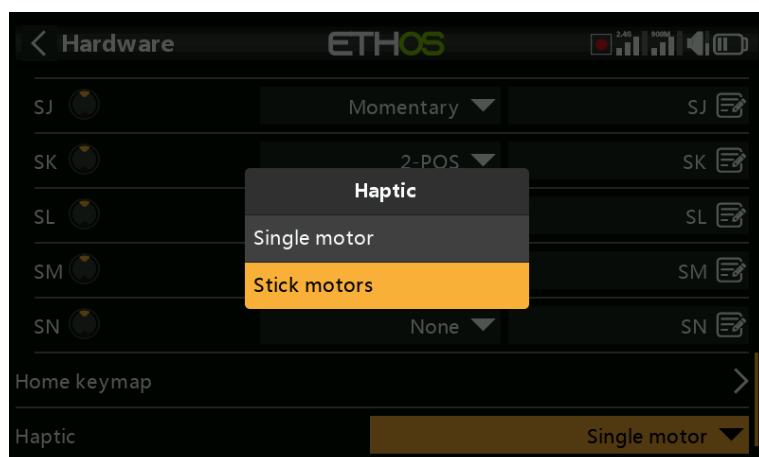 Hardware ETHOS 2.4G 900M
SJ Momentary SJ
SK 2-POS SK
Haptic
Single motor
SL SL
Stick motors
SM SM
SN None SN
Home keymap
Haptic Single motor